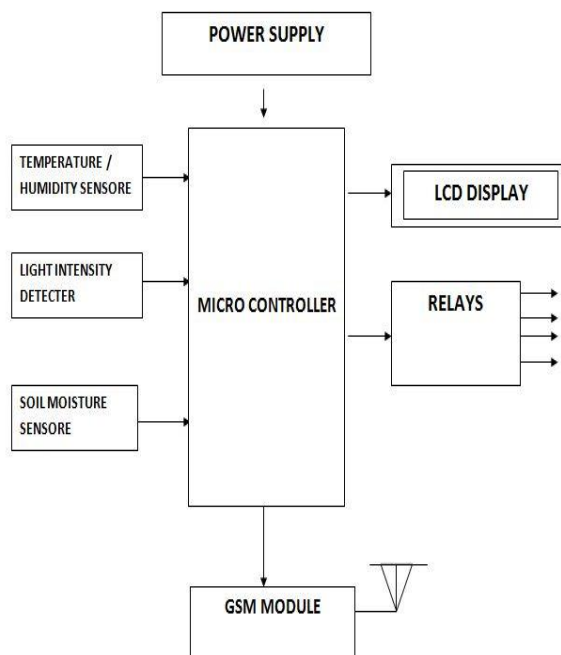 POWER SUPPLY
TEMPERATURE /
HUMIDITY SENSORE
LCD DISPLAY
LIGHT INTENSITY
DETECTER
MICRO CONTROLLER
RELAYS
SOIL MOISTURE
SENSORE
GSM MODULE